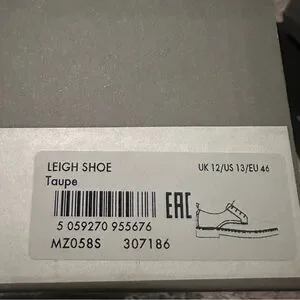 LEIGH SHOE
Taupe
UK 12/US 13/EU 46
EAC
5 059270 955676
MZ058S 307186